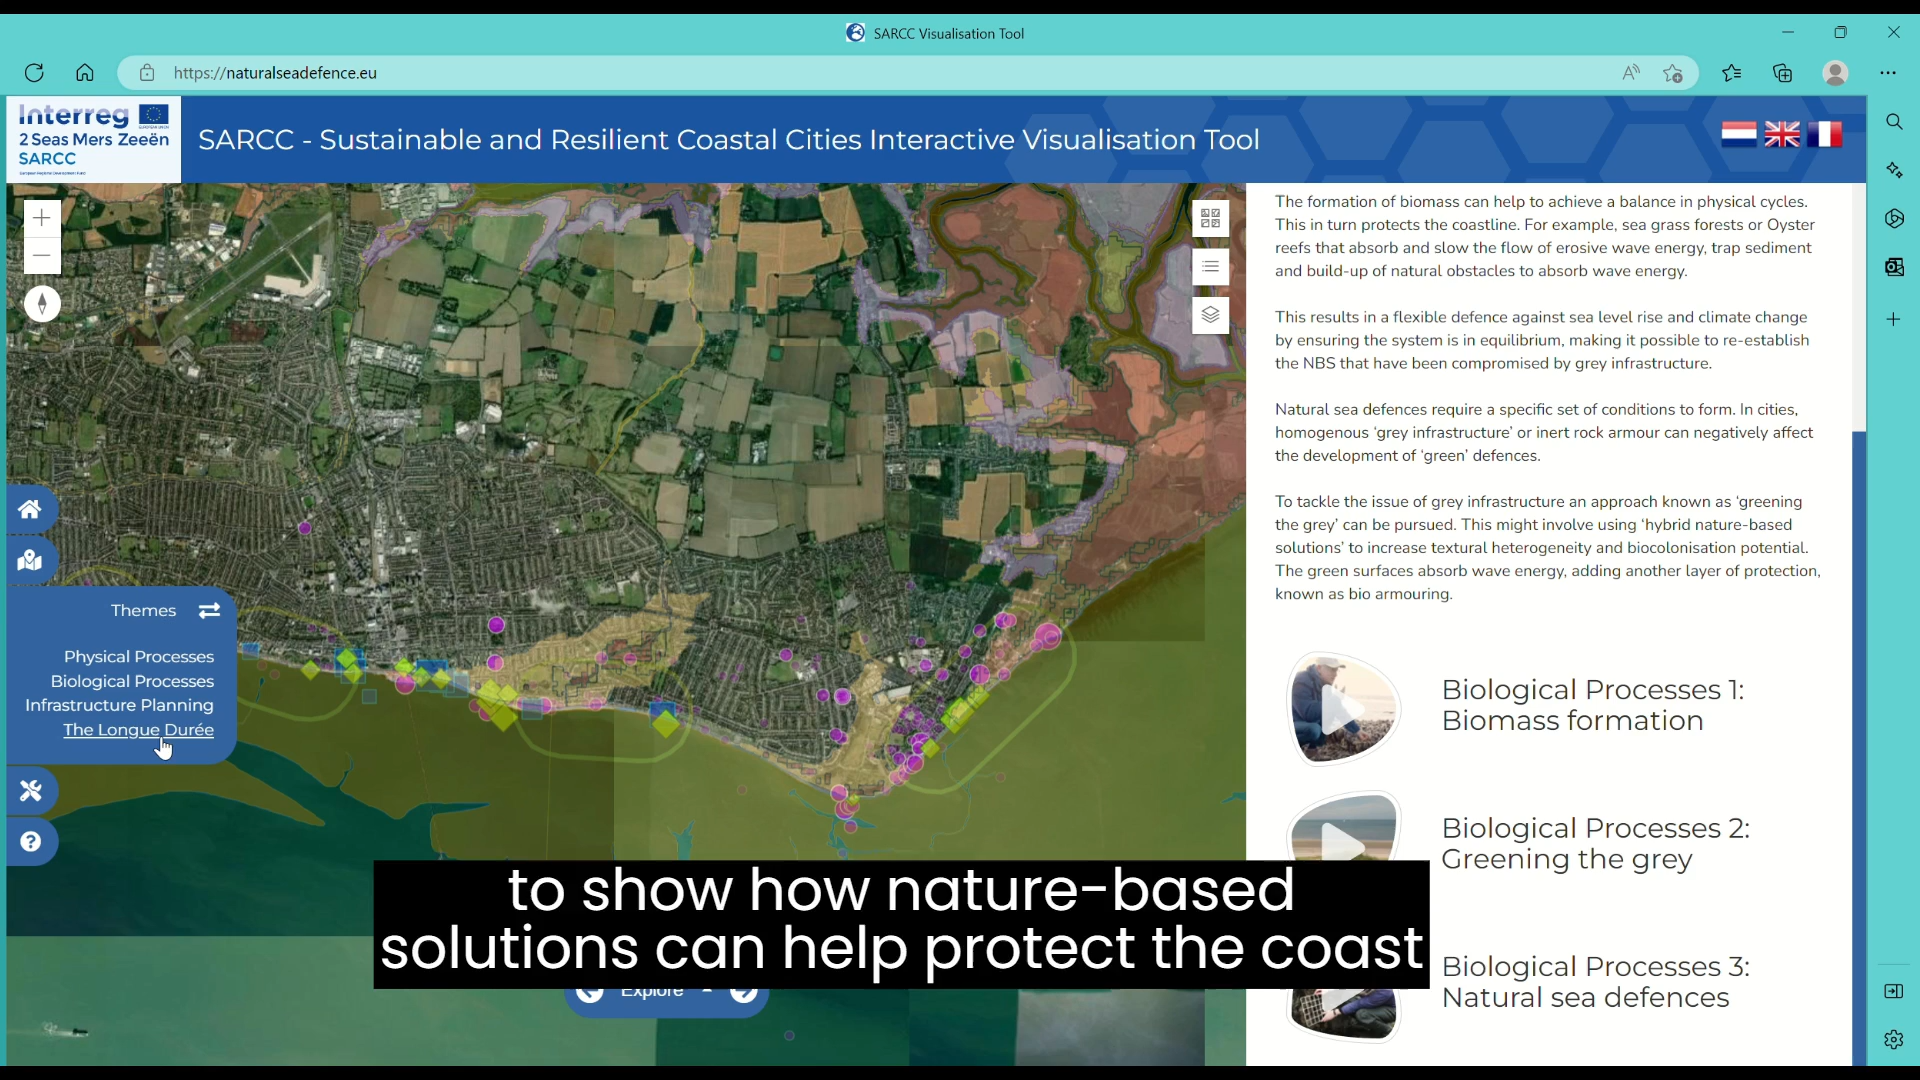 SARCC Visualisation Tool
https://naturalseadefence.eu
Interreg
EUROPEAN UNION
2 Seas Mers Zeeën
SARCC
European Regional Development Fund
SARCC - Sustainable and Resilient Coastal Cities Interactive Visualisation Tool
The formation of biomass can help to achieve a balance in physical cycles.
This in turn protects the coastline. For example, sea grass forests or Oyster
reefs that absorb and slow the flow of erosive wave energy, trap sediment
and build-up of natural obstacles to absorb wave energy.
This results in a flexible defence against sea level rise and climate change
by ensuring the system is in equilibrium, making it possible to re-establish
the NBS that have been compromised by grey infrastructure.
Natural sea defences require a specific set of conditions to form. In cities,
homogenous ‘grey infrastructure’ or inert rock armour can negatively affect
the development of ‘green’ defences.
To tackle the issue of grey infrastructure an approach known as ‘greening
the grey’ can be pursued. This might involve using ‘hybrid nature-based
solutions’ to increase textural heterogeneity and biocolonisation potential.
The green surfaces absorb wave energy, adding another layer of protection,
known as bio armouring.
Themes
Physical Processes
Biological Processes
Infrastructure Planning
The Longue Durée
Biological Processes 1:
Biomass formation
Biological Processes 2:
Greening the grey
Biological Processes 3:
Natural sea defences
to show how nature-based
solutions can help protect the coast
Explore